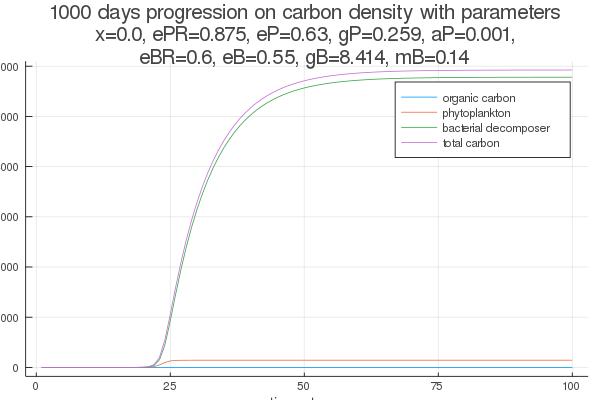 1000 days progression on carbon density with parameters
x=0.0, ePR=0.875, eP=0.63, gP=0.259, aP=0.001,
eBR=0.6, eB=0.55, gB=8.414, mB=0.14
organic carbon
phytoplankton
bacterial decomposer
total carbon
0
0 25 50 75 100